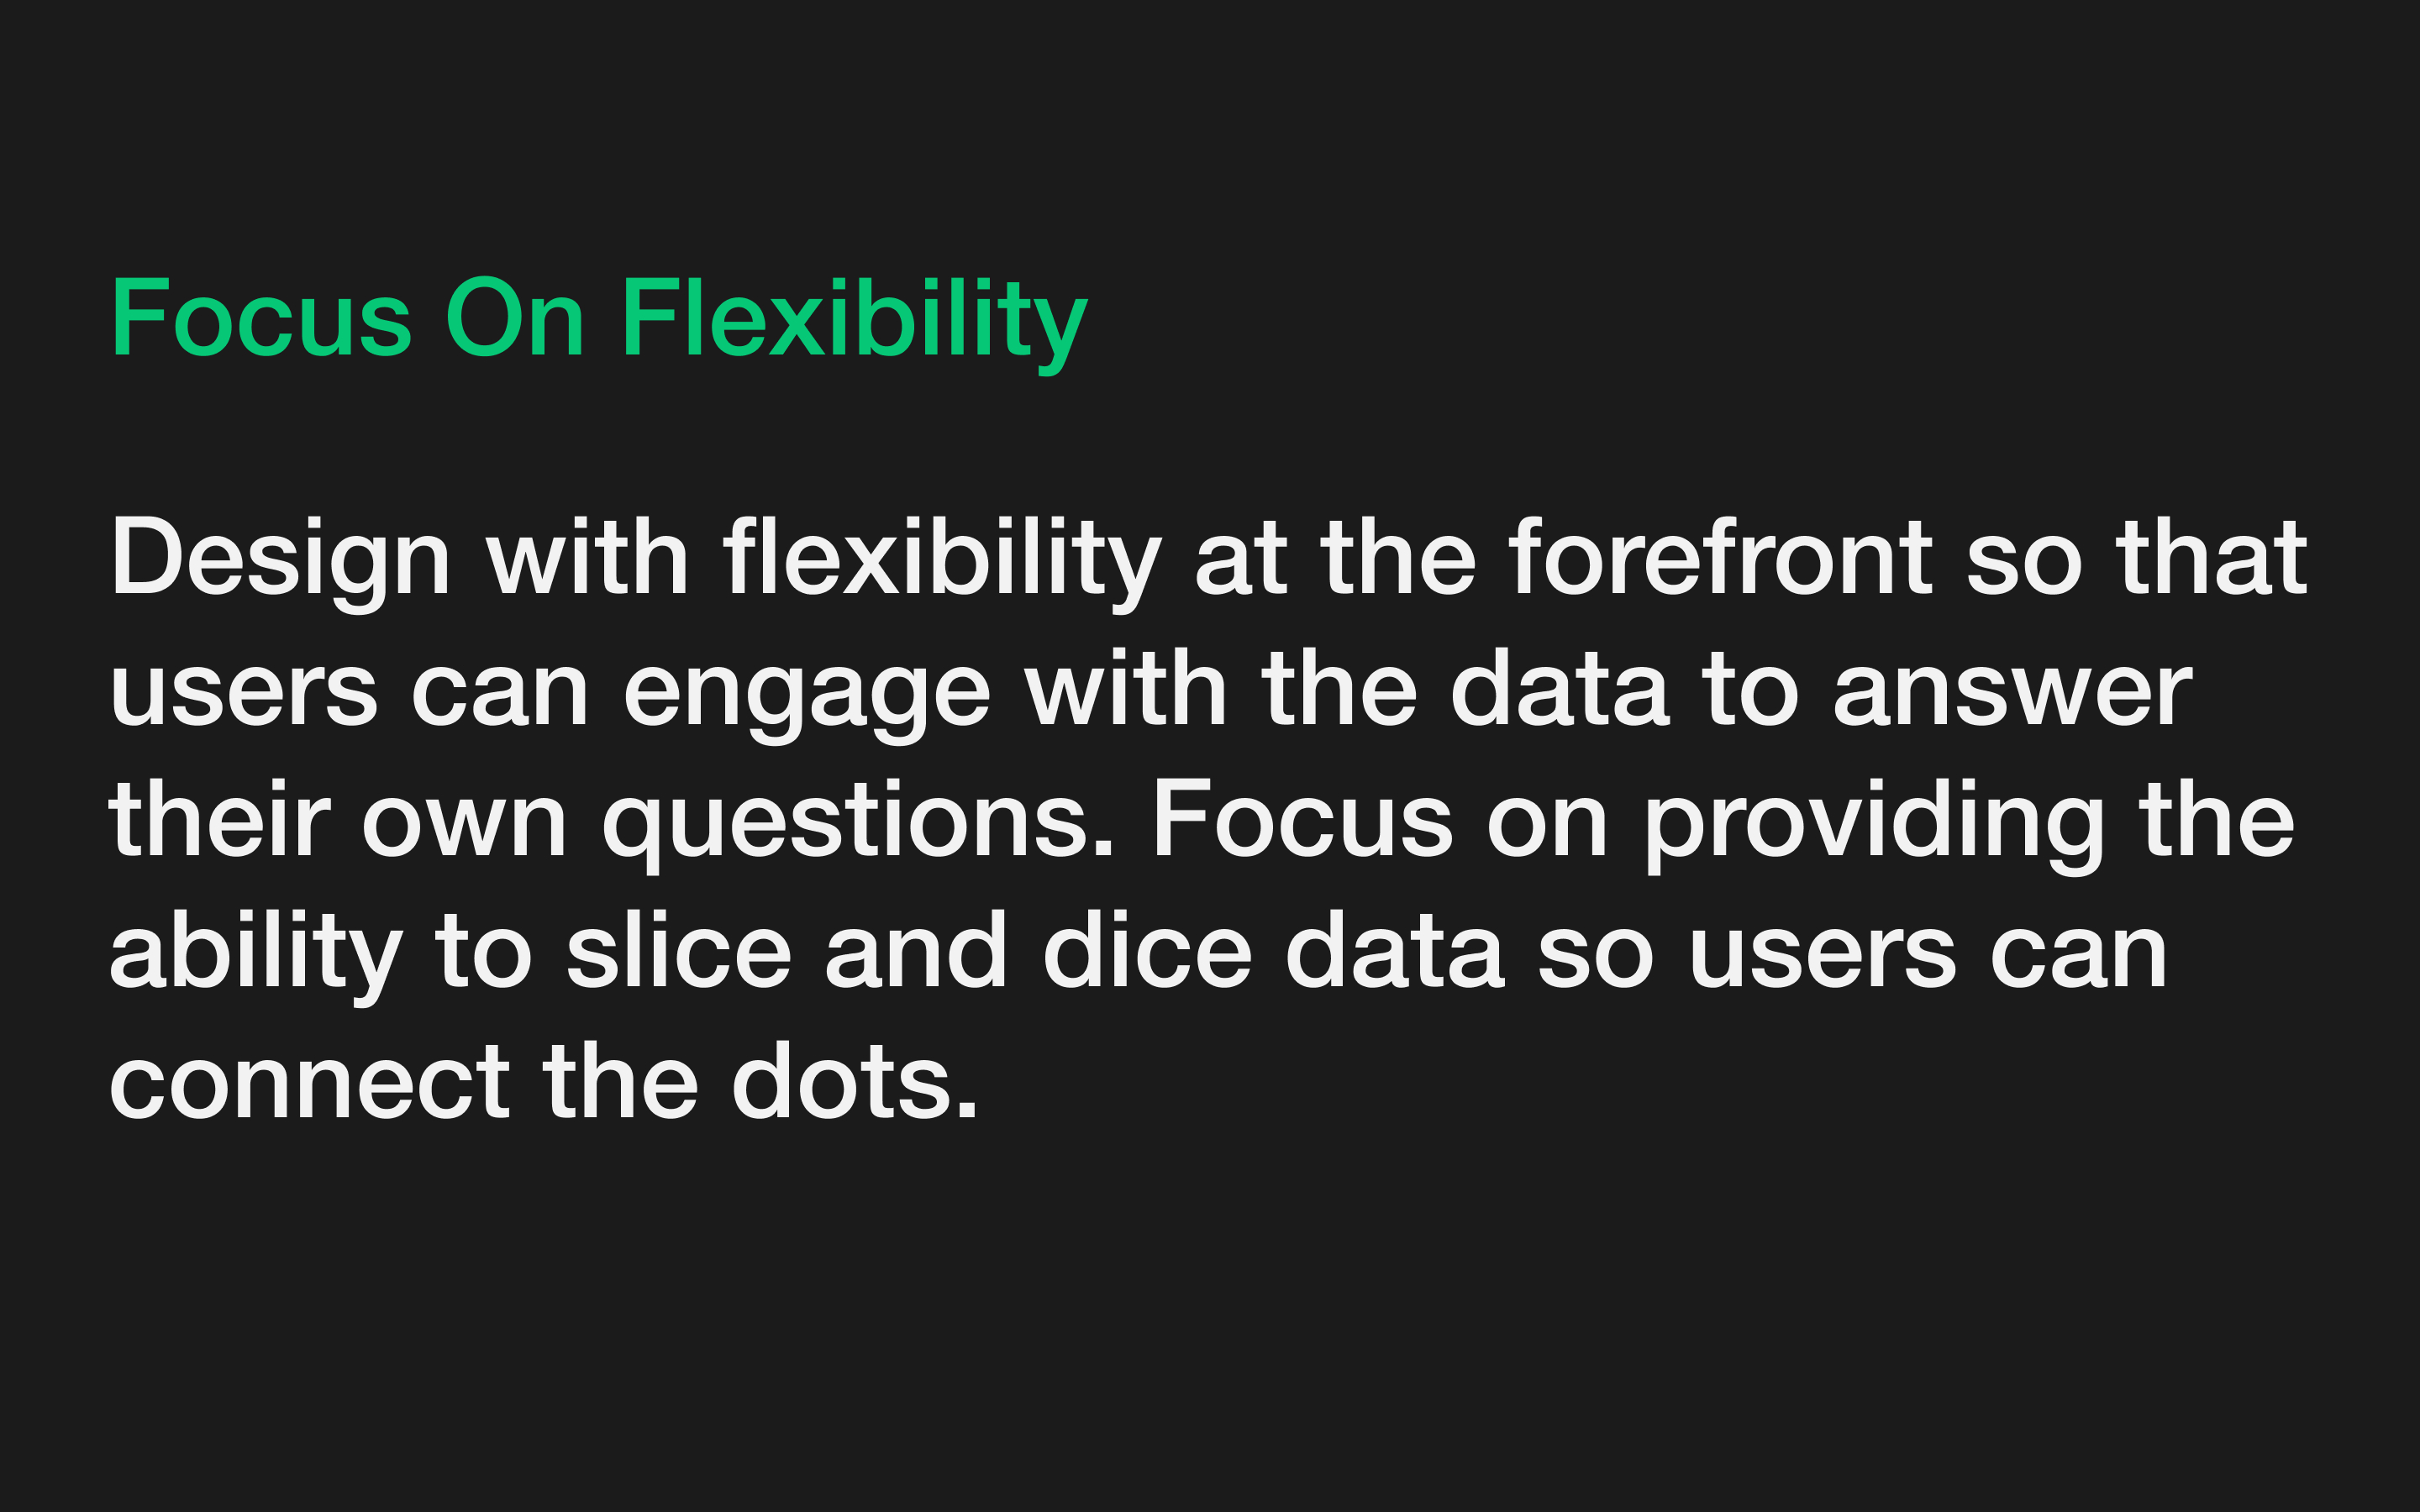 Focus On Flexibility
Design with flexibility at the forefront so that
users can engage with the data to answer
their own questions. Focus on providing the
ability to slice and dice data so users can
connect the dots.